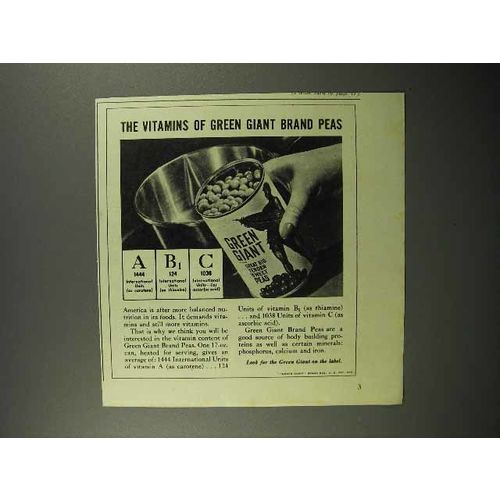 THE VITAMINS OF GREEN GIANT BRAND PEAS
GREEN
GIANT
GREAT BIG
TENDER
SWEET
PEAS
A
1444
International
Units
(as carotene)
B₁
124
International
Units
(as thiamine)
C
1038
International
Units (as
ascorbic acid)
America is after more balanced nu-
trition in its foods. It demands vita-
mins and still more vitamins.
That is why we think you will be
interested in the vitamin content of
Green Giant Brand Peas. One 17-oz.
can, heated for serving, gives an
average of: 1444 International Units
of vitamin A (as carotene) . . . 124
Units of vitamin B₁ (as thiamine)
. . . and 1038 Units of vitamin C (as
ascorbic acid).
Green Giant Brand Peas are a
good source of body building pro-
teins as well as certain minerals:
phosphorus, calcium and iron.
Look for the Green Giant on the label.
3